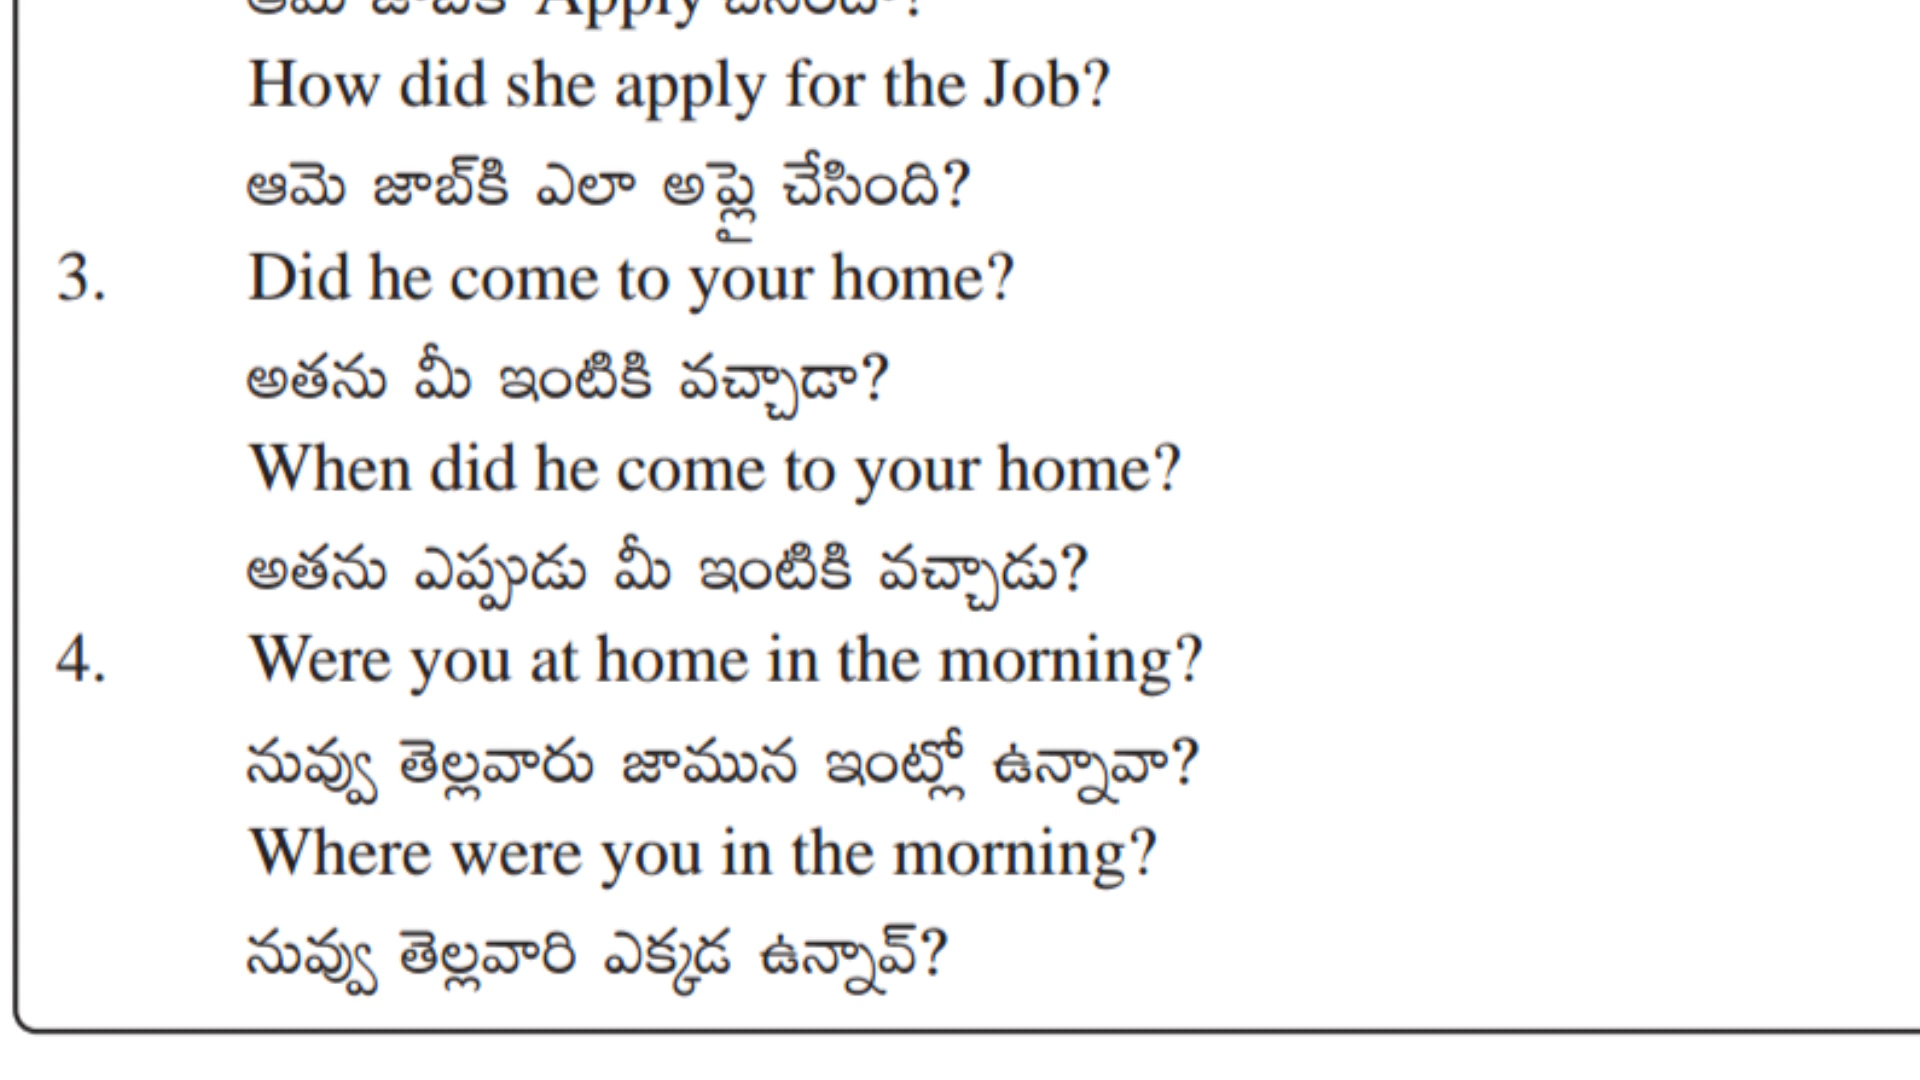 Apply
How did she apply for the Job?
ఆమె జాబ్‌కి ఎలా అప్లై చేసింది?
3. Did he come to your home?
అతను మీ ఇంటికి వచ్చాడా?
When did he come to your home?
అతను ఎప్పుడు మీ ఇంటికి వచ్చాడు?
4. Were you at home in the morning?
నువ్వు తెల్లవారు జామున ఇంట్లో ఉన్నావా?
Where were you in the morning?
నువ్వు తెల్లవారి ఎక్కడ ఉన్నావ్?